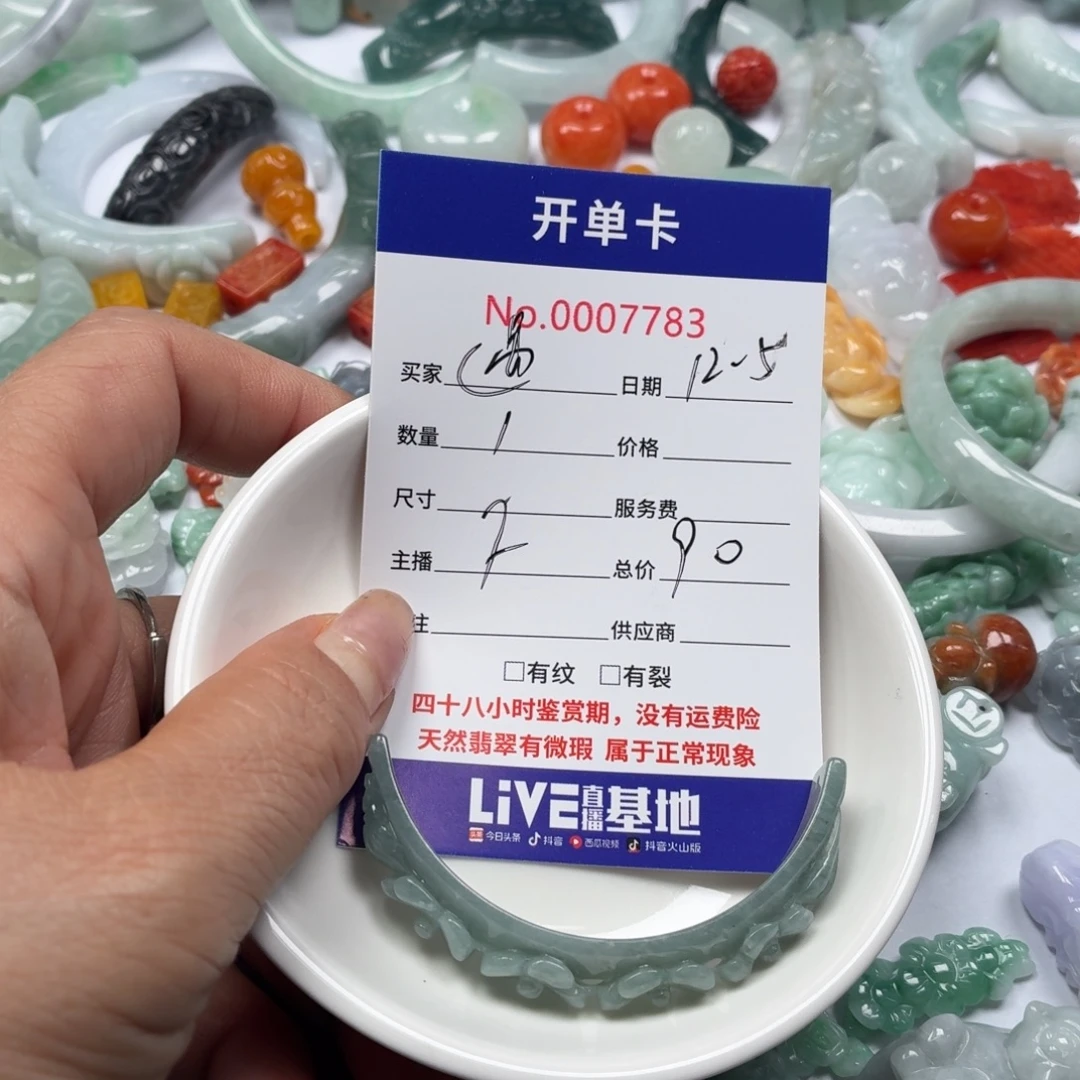 开单卡
No.0007783
买家 日期 12-5
数量 1 价格
尺寸 服务费
主播 总价 90
注 供应商
□有纹 □有裂
四十八小时鉴赏期，没有运费险
天然翡翠有微瑕 属于正常现象
LiVE直播基地
今日头条 抖音 西瓜视频 抖音火山版